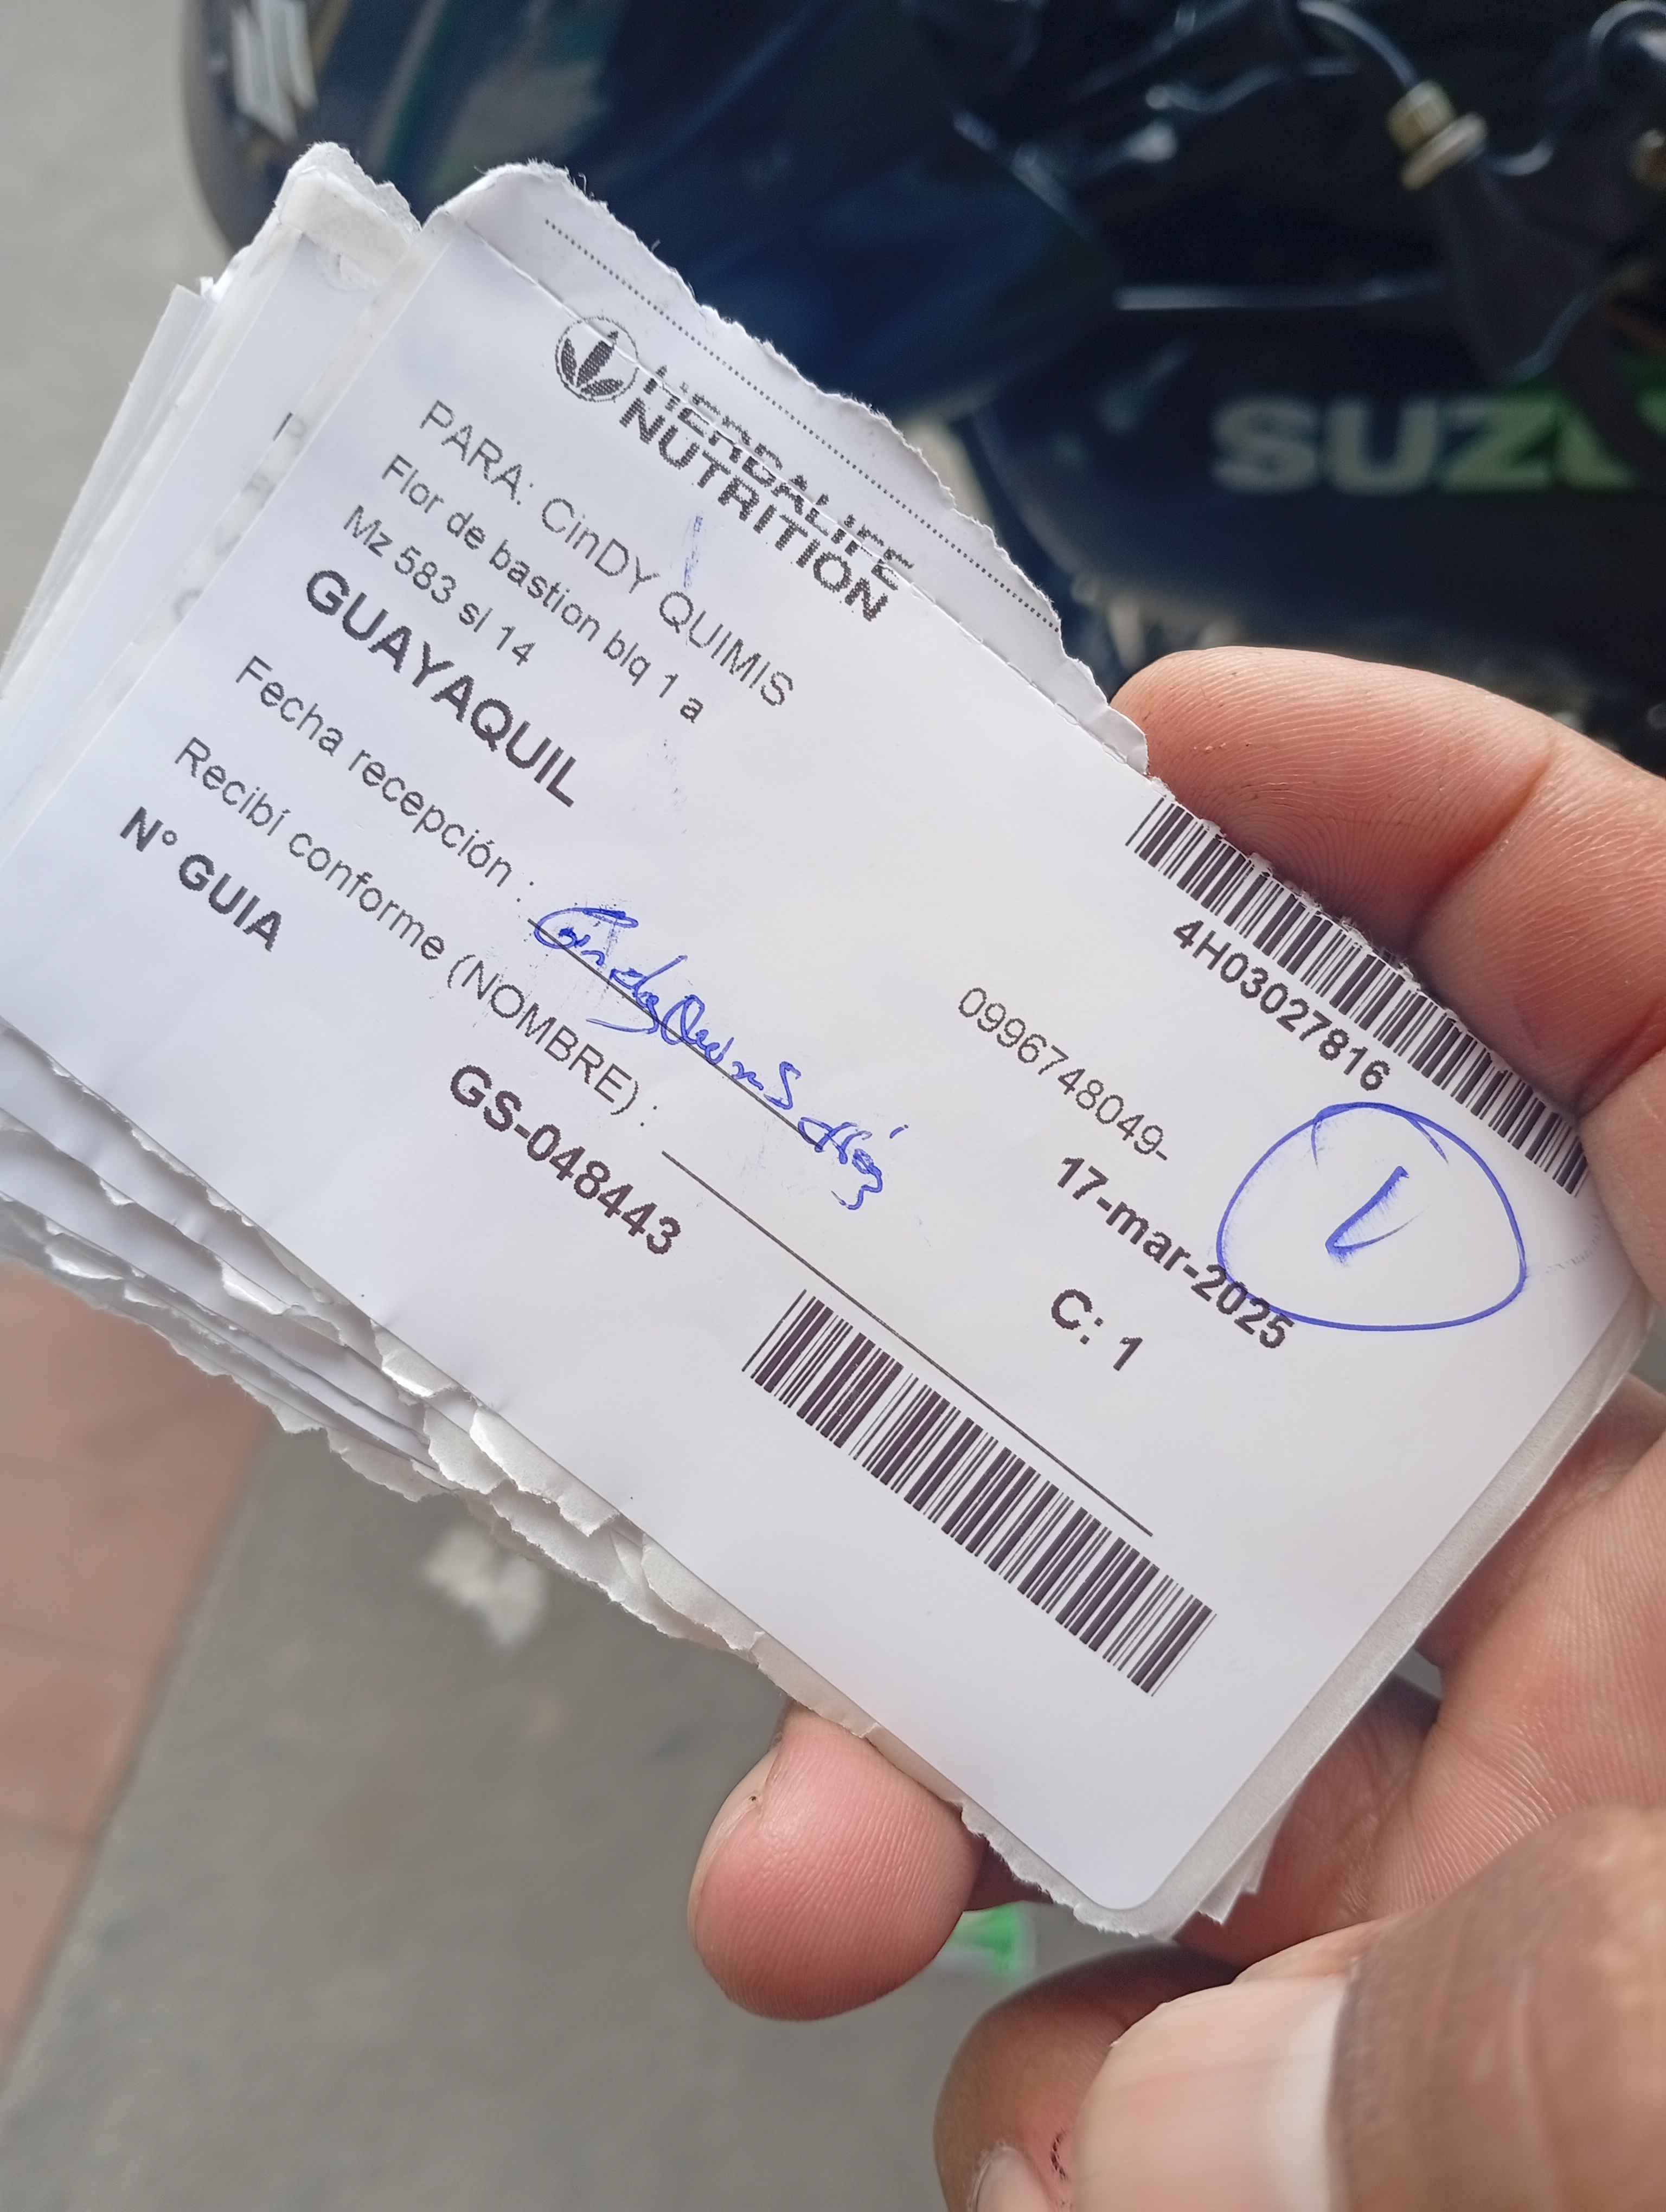 HERBALIFE
NUTRITION
4H03027816
PARA: CinDY QUIMIS
0996748049-
Flor de bastion blq 1 a
Mz 583 sl 14
GUAYAQUIL
17-mar-2025
C: 1
Fecha recepción :
Recibí conforme (NOMBRE) :
N° GUIA
GS-048443
SUZU